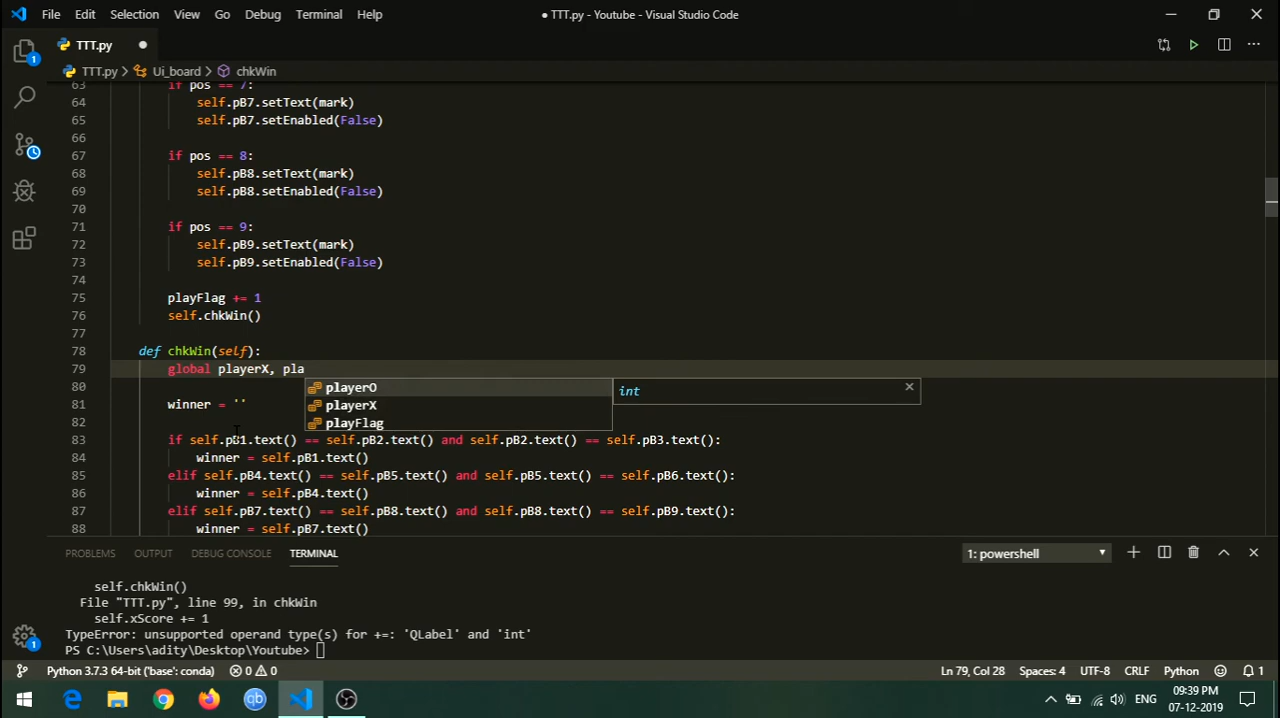 File Edit Selection View Go Debug Terminal Help
● TTT.py - Youtube - Visual Studio Code
TTT.py
TTT.py > Ui_board > chkWin
63 if pos == 7:
64 self.pB7.setText(mark)
65 self.pB7.setEnabled(False)
66
67 if pos == 8:
68 self.pB8.setText(mark)
69 self.pB8.setEnabled(False)
70
71 if pos == 9:
72 self.pB9.setText(mark)
73 self.pB9.setEnabled(False)
74
75 playFlag += 1
76 self.chkWin()
77
78 def chkWin(self):
79 global playerX, pla
80 playerO int
81 winner = '' playerX
82 playFlag
83 if self.pB1.text() == self.pB2.text() and self.pB2.text() == self.pB3.text():
84 winner = self.pB1.text()
85 elif self.pB4.text() == self.pB5.text() and self.pB5.text() == self.pB6.text():
86 winner = self.pB4.text()
87 elif self.pB7.text() == self.pB8.text() and self.pB8.text() == self.pB9.text():
88 winner = self.pB7.text()
PROBLEMS OUTPUT DEBUG CONSOLE TERMINAL 1: powershell
self.chkWin()
File "TTT.py", line 99, in chkWin
self.xScore += 1
TypeError: unsupported operand type(s) for +=: 'QLabel' and 'int'
PS C:\Users\adity\Desktop\Youtube>
Python 3.7.3 64-bit ('base': conda) 0 0 Ln 79, Col 28 Spaces: 4 UTF-8 CRLF Python 1
qb ENG 09:39 PM
07-12-2019